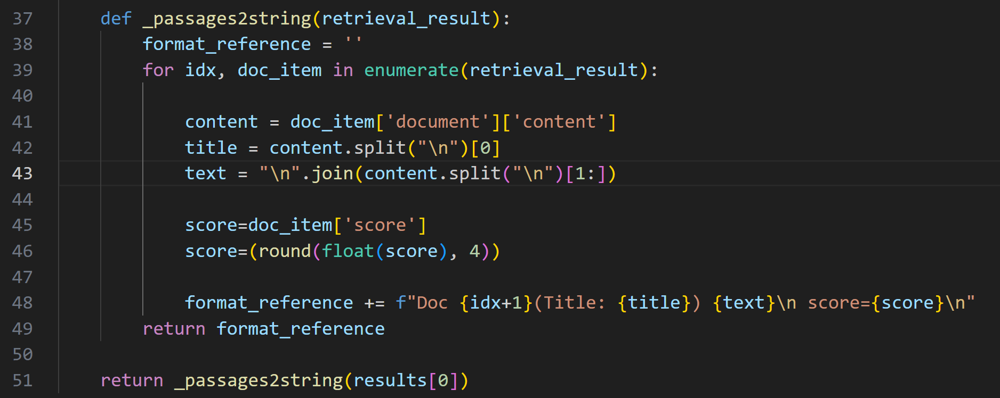 37    def _passages2string(retrieval_result):
38        format_reference = ''
39        for idx, doc_item in enumerate(retrieval_result):
40
41            content = doc_item['document']['content']
42            title = content.split("\n")[0]
43            text = "\n".join(content.split("\n")[1:])
44
45            score=doc_item['score']
46            score=(round(float(score), 4))
47
48            format_reference += f"Doc {idx+1}(Title: {title}) {text}\n score={score}\n"
49        return format_reference
50
51    return _passages2string(results[0])